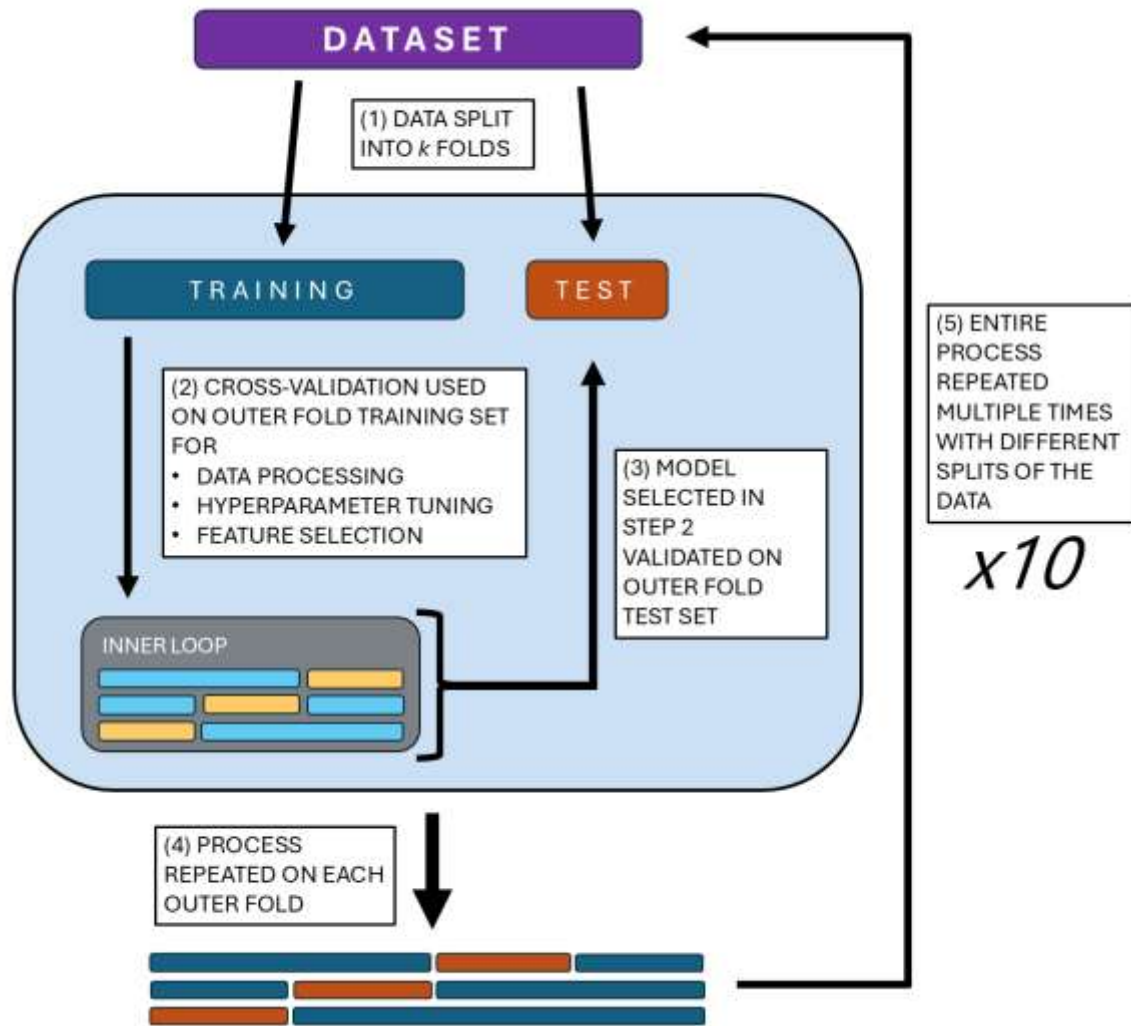 DATASET
(1) DATA SPLIT
INTO k FOLDS
TRAINING
TEST
(2) CROSS-VALIDATION USED
ON OUTER FOLD TRAINING SET
FOR
• DATA PROCESSING
• HYPERPARAMETER TUNING
• FEATURE SELECTION
(3) MODEL
SELECTED IN
STEP 2
VALIDATED ON
OUTER FOLD
TEST SET
(5) ENTIRE
PROCESS
REPEATED
MULTIPLE TIMES
WITH DIFFERENT
SPLITS OF THE
DATA
x10
INNER LOOP
(4) PROCESS
REPEATED ON EACH
OUTER FOLD